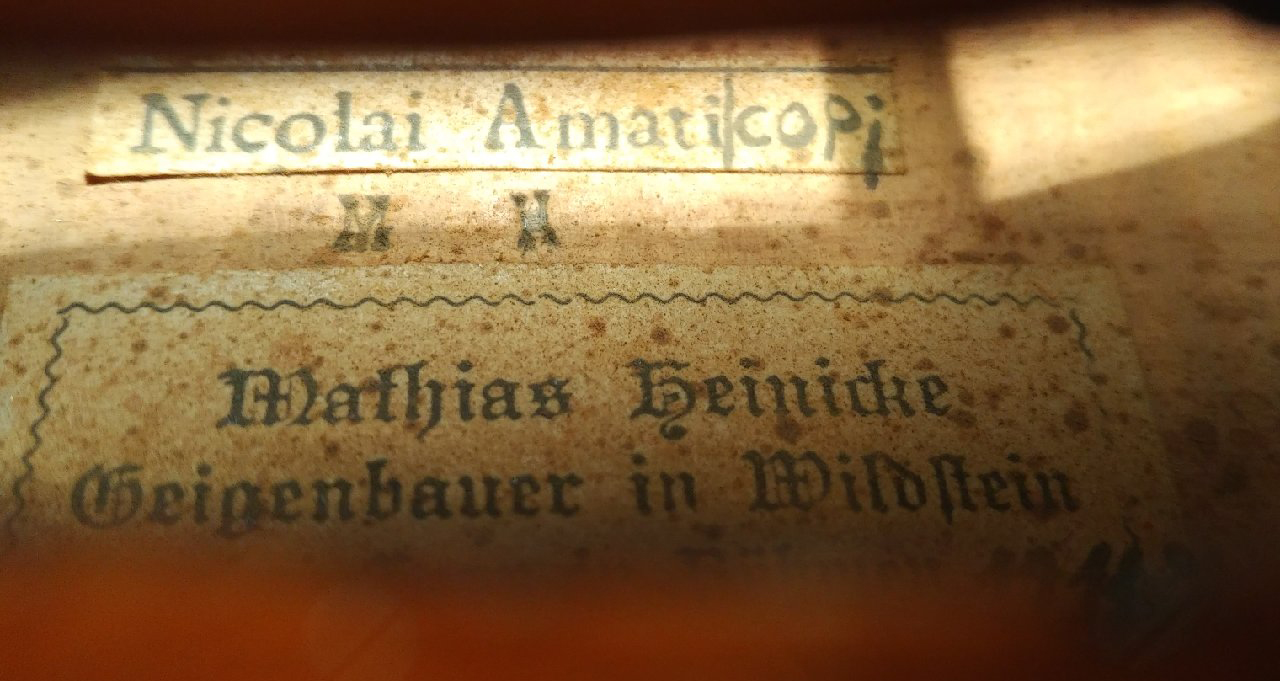 Nicolai Amati copi
M H
Mathias Heinicke
Geigenbauer in Wildstein